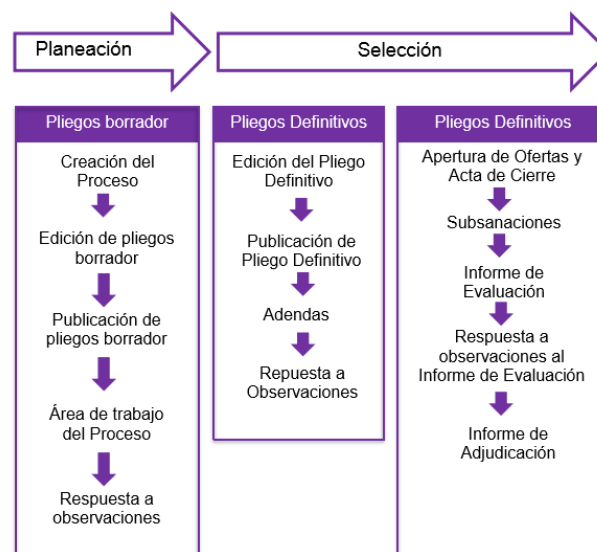 Planeación
Selección
Pliegos borrador
Creación del
Proceso
Edición de pliegos
borrador
Publicación de
pliegos borrador
Área de trabajo
del Proceso
Respuesta a
observaciones
Pliegos Definitivos
Edición del Pliego
Definitivo
Publicación de
Pliego Definitivo
Adendas
Repuesta a
Observaciones
Pliegos Definitivos
Apertura de Ofertas y
Acta de Cierre
Subsanaciones
Informe de
Evaluación
Respuesta a
observaciones al
Informe de Evaluación
Informe de
Adjudicación